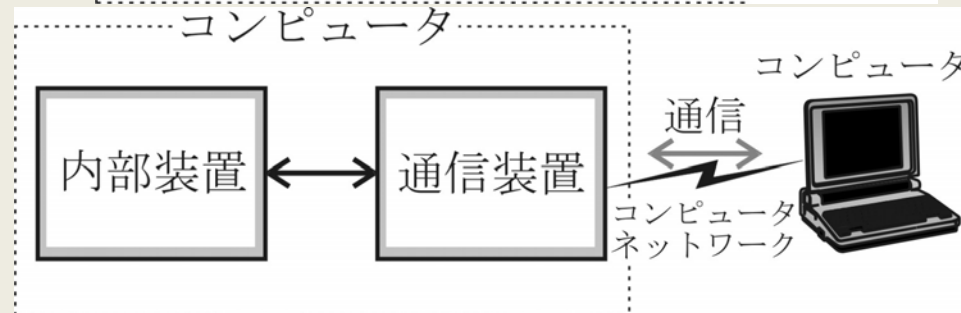 コンピュータ
コンピュータ
通信
内部装置
通信装置
コンピュータ
ネットワーク